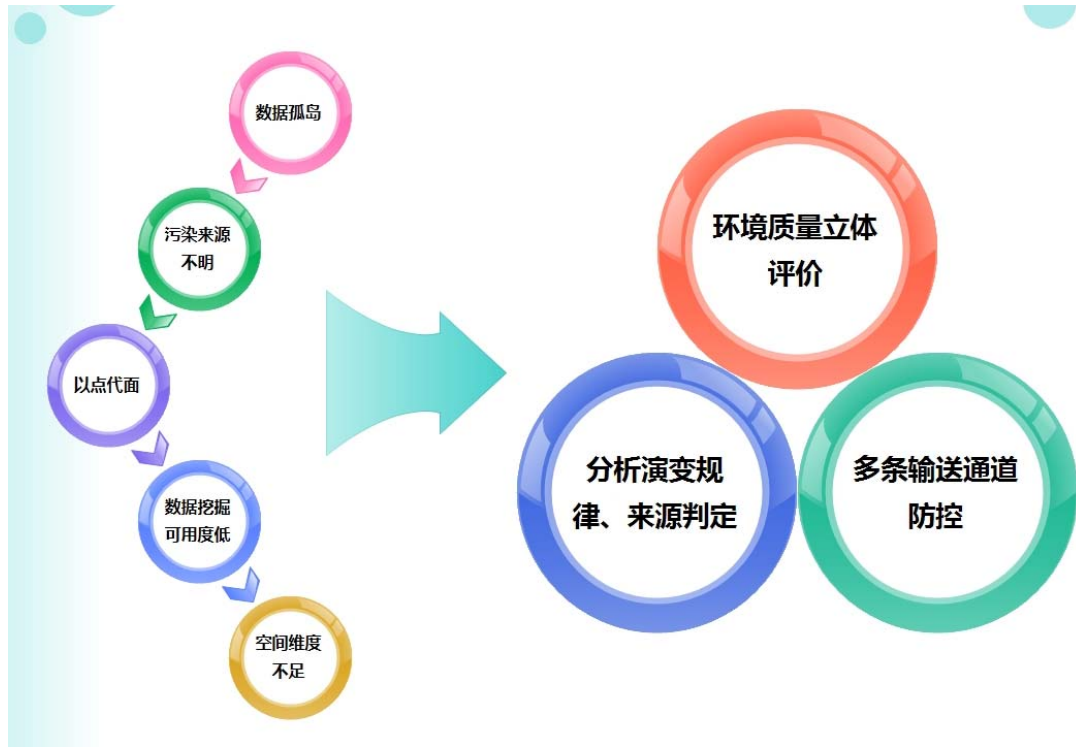 数据孤岛
污染来源
不明
以点代面
数据挖掘
可用度低
空间维度
不足
环境质量立体
评价
分析演变规
律、来源判定
多条输送通道
防控